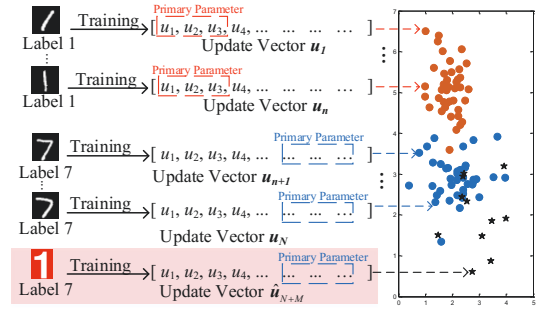 Primary Parameter
Training [ u1, u2, u3, u4, ... ... ... ... ]
Label 1
Update Vector u1
Primary Parameter
Training [ u1, u2, u3, u4, ... ... ... ... ]
Label 1
Update Vector un
Primary Parameter
Training [ u1, u2, u3, u4, ... ... ... ... ]
Label 7
Update Vector un+1
Primary Parameter
Training [ u1, u2, u3, u4, ... ... ... ... ]
Label 7
Update Vector uN
1
Training [ u1, u2, u3, u4, ... ... ... ... ]
Label 7
Update Vector ûN+M
7
6
5
4
3
2
1
0
0 1 2 3 4 5